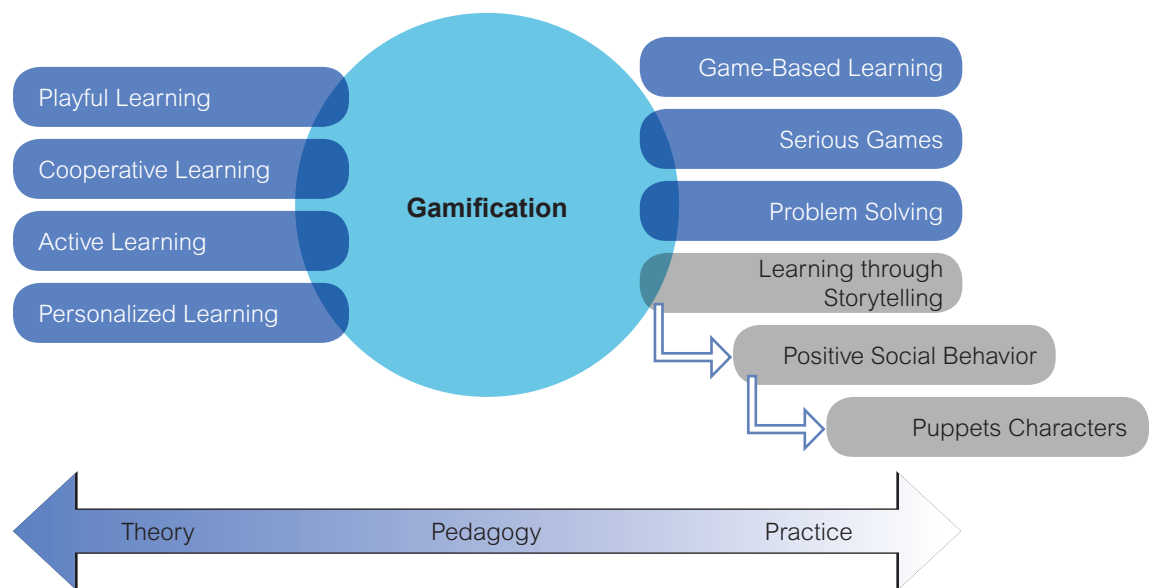 Playful Learning
Cooperative Learning
Active Learning
Personalized Learning
Gamification
Game-Based Learning
Serious Games
Problem Solving
Learning through
Storytelling
Positive Social Behavior
Puppets Characters
Theory
Pedagogy
Practice